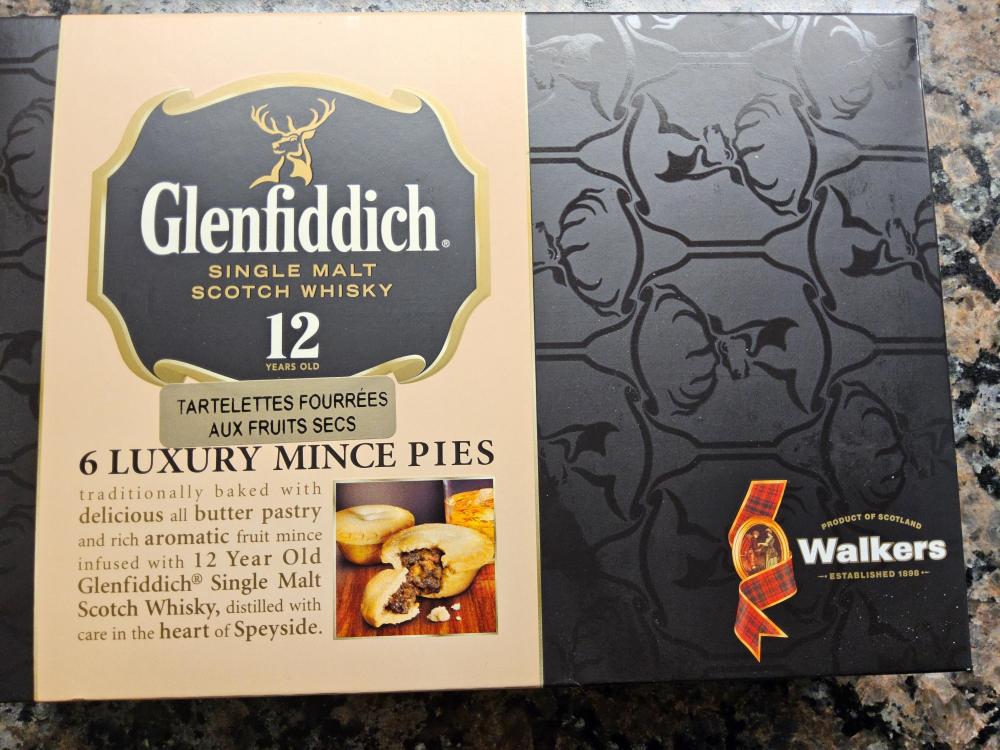 Glenfiddich®
SINGLE MALT
SCOTCH WHISKY
12
YEARS OLD
TARTELETTES FOURRÉES
AUX FRUITS SECS
6 LUXURY MINCE PIES
traditionally baked with
delicious all butter pastry
and rich aromatic fruit mince
infused with 12 Year Old
Glenfiddich® Single Malt
Scotch Whisky, distilled with
care in the heart of Speyside.
PRODUCT OF SCOTLAND
Walkers
ESTABLISHED 1898